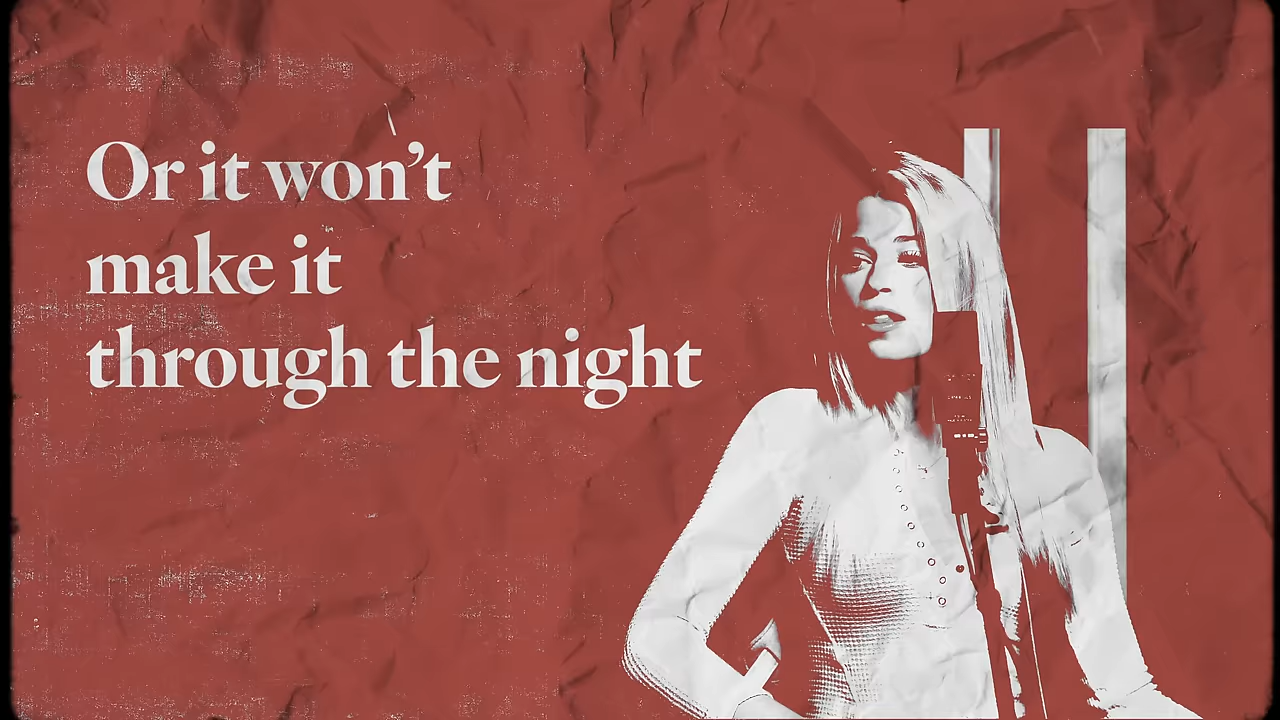 Or it won’t
make it
through the night